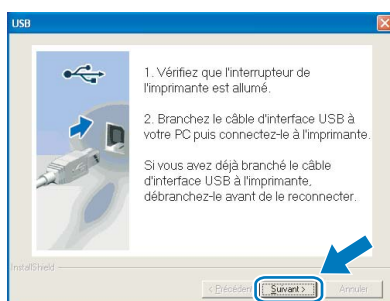 USB
1. Vérifiez que l'interrupteur de
l'imprimante est allumé.
2. Branchez le câble d'interface USB à
votre PC puis connectez-le à l'imprimante.
Si vous avez déjà branché le câble
d'interface USB à l'imprimante,
débranchez-le avant de le reconnecter.
InstallShield
< Précédent Suivant > Annuler